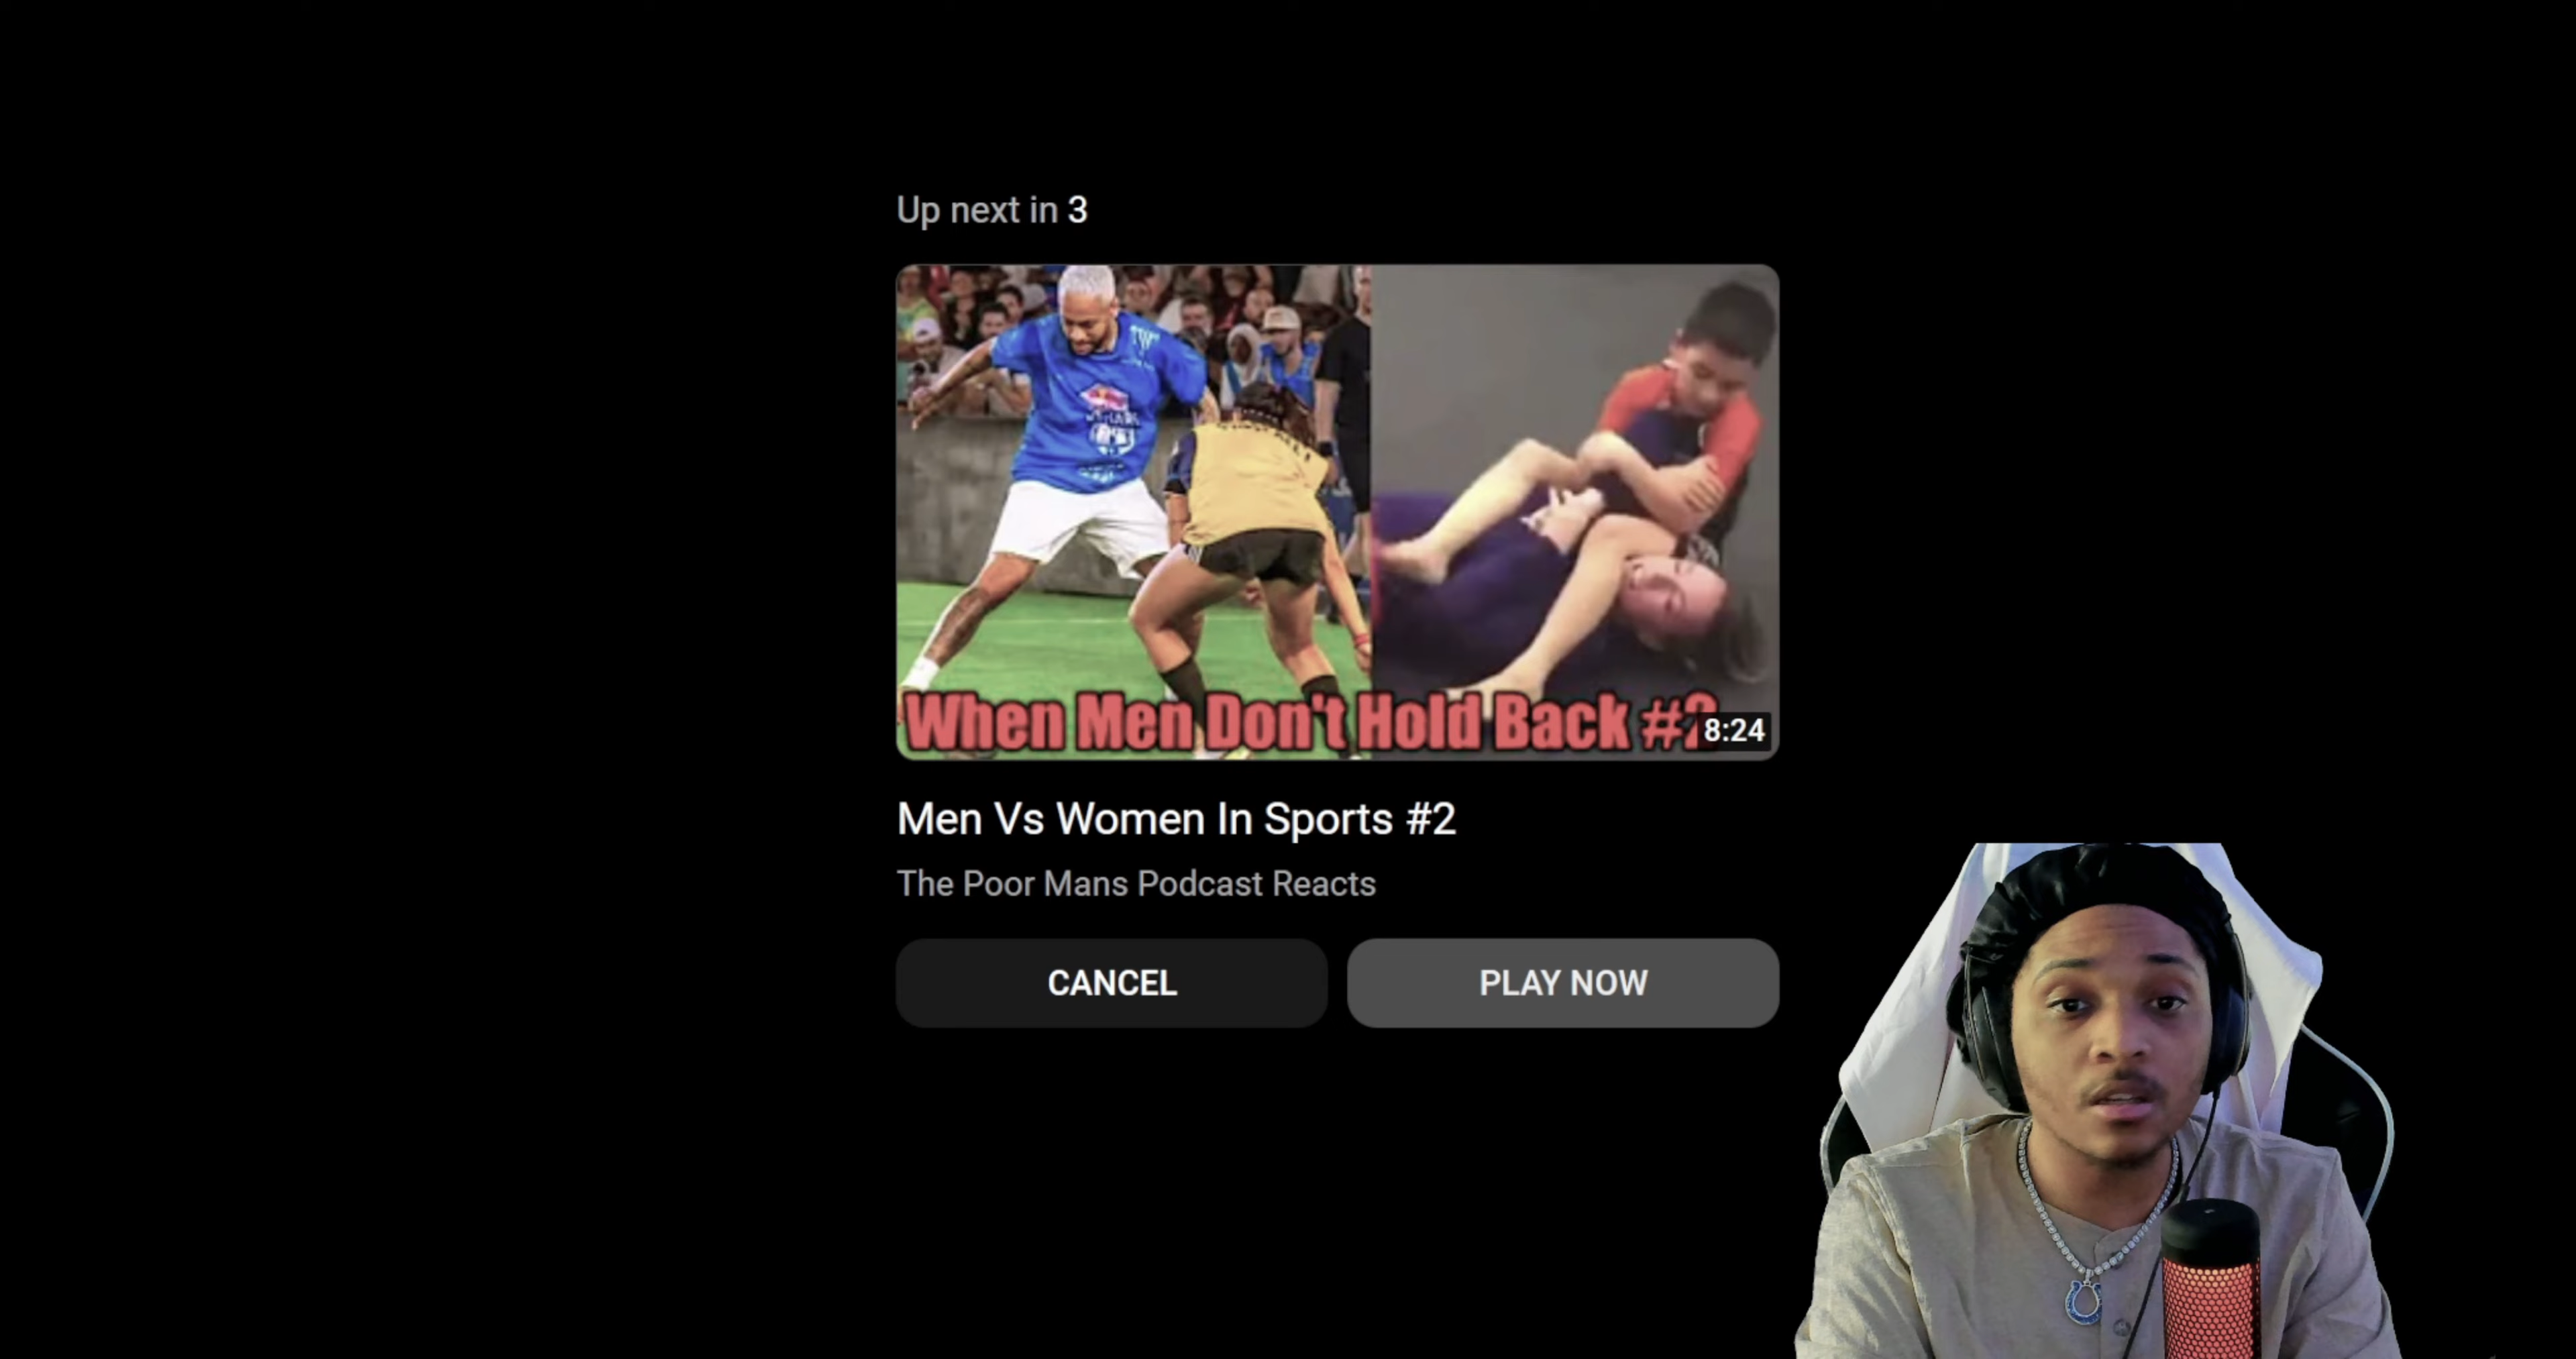 Up next in 3
When Men Don't Hold Back #2
8:24
Men Vs Women In Sports #2
The Poor Mans Podcast Reacts
CANCEL
PLAY NOW